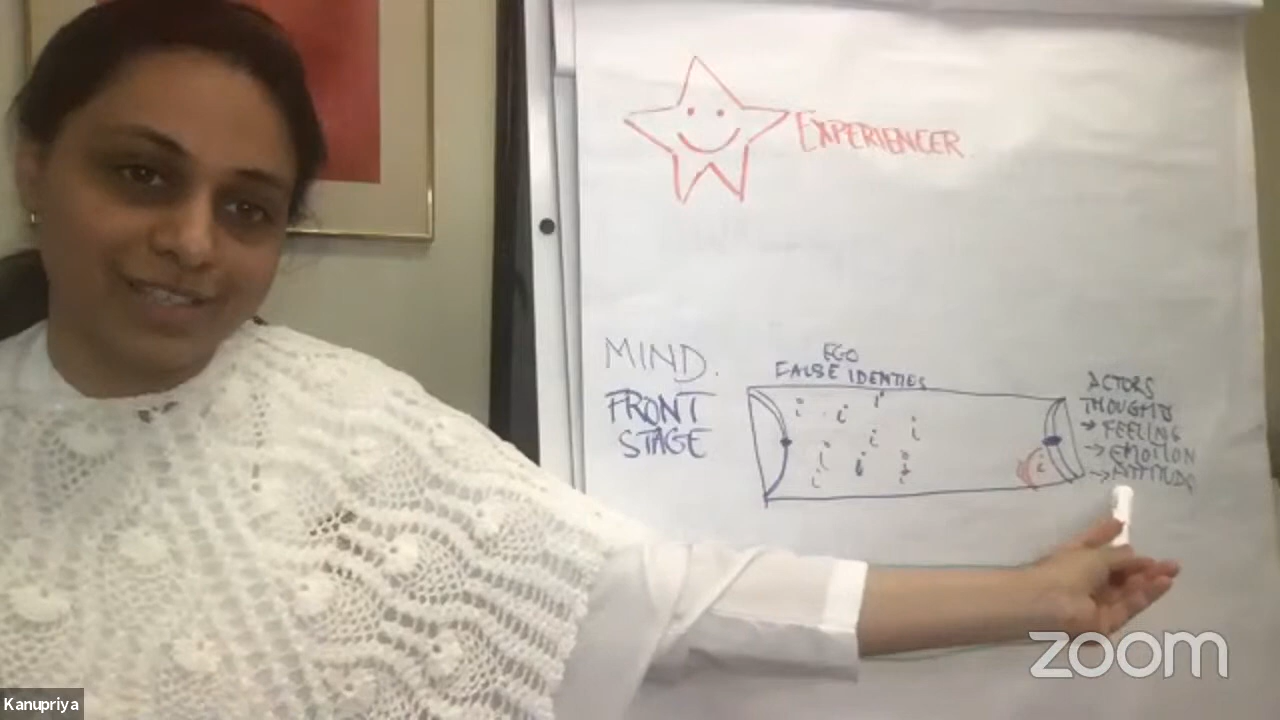 EXPERIENCER
MIND.
FRONT
STAGE
EGO
FALSE IDENTIES
i i i i i i i i i i i
ACTORS
THOUGHTS
→ FEELING
→ EMOTION
→ ATTITUDE
zoom
Kanupriya